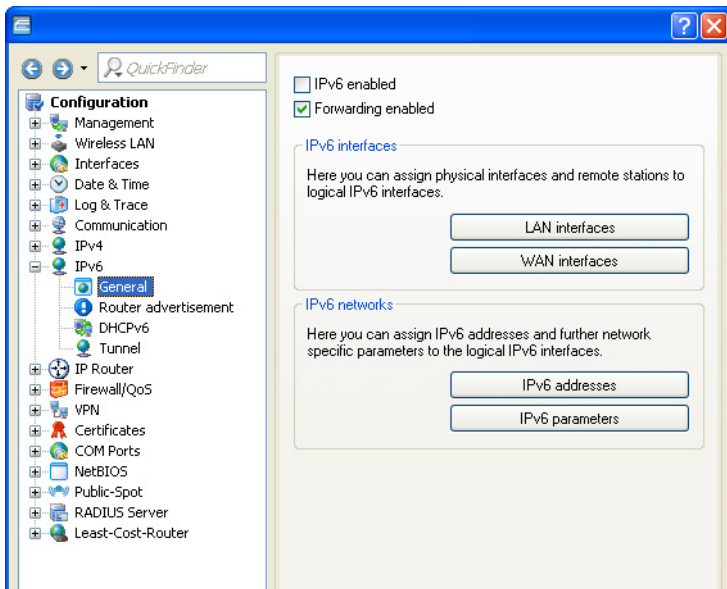 QuickFinder
Configuration
Management
Wireless LAN
Interfaces
Date & Time
Log & Trace
Communication
IPv4
IPv6
General
Router advertisement
DHCPv6
Tunnel
IP Router
Firewall/QoS
VPN
Certificates
COM Ports
NetBIOS
Public-Spot
RADIUS Server
Least-Cost-Router
IPv6 enabled
Forwarding enabled
IPv6 interfaces
Here you can assign physical interfaces and remote stations to
logical IPv6 interfaces.
LAN interfaces
WAN interfaces
IPv6 networks
Here you can assign IPv6 addresses and further network
specific parameters to the logical IPv6 interfaces.
IPv6 addresses
IPv6 parameters